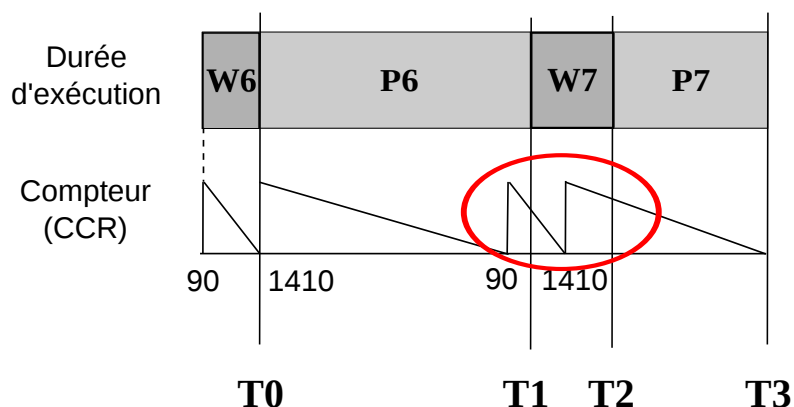 Durée
d'exécution
W6 P6 W7 P7
Compteur
(CCR)
90 1410 90 1410
T0 T1 T2 T3